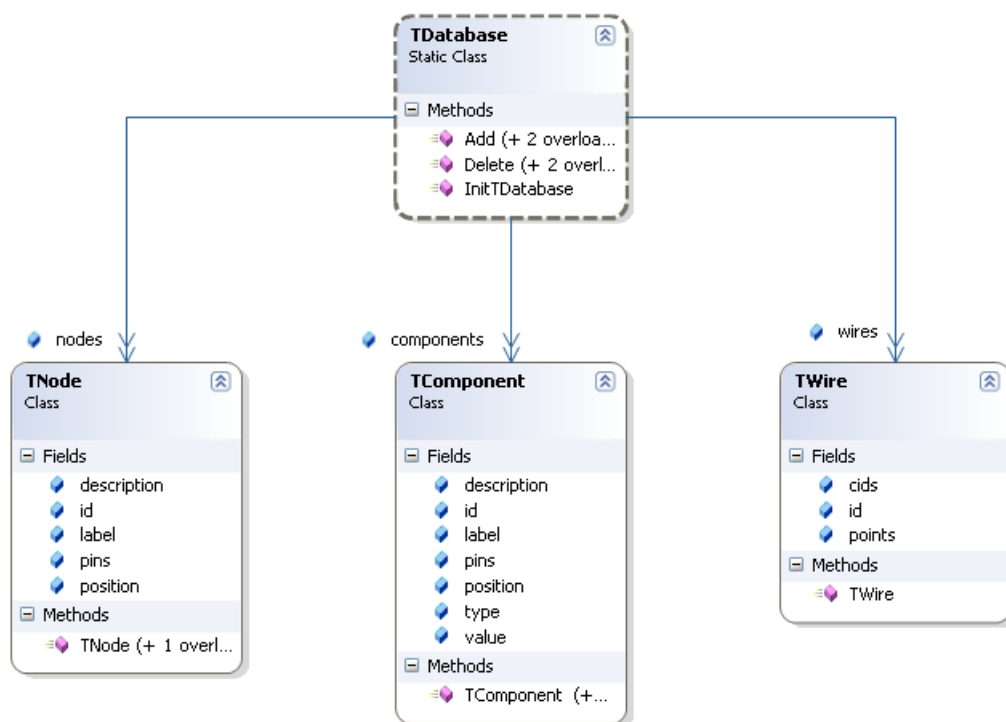 TDatabase
Static Class
Methods
Add (+ 2 overloa...
Delete (+ 2 overl...
InitTDatabase
nodes
components
wires
TNode
Class
Fields
description
id
label
pins
position
Methods
TNode (+ 1 overl...
TComponent
Class
Fields
description
id
label
pins
position
type
value
Methods
TComponent (+...
TWire
Class
Fields
cids
id
points
Methods
TWire